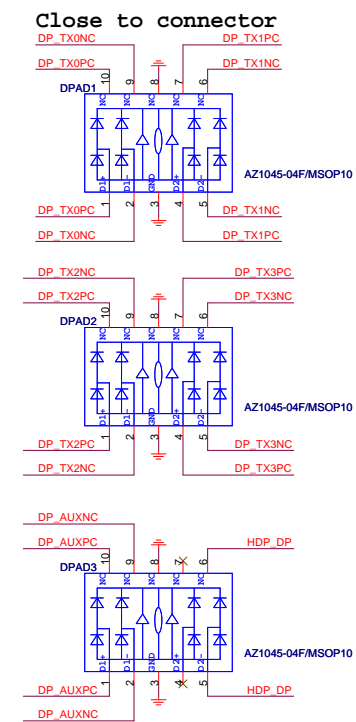 Close to connector
DP_TX0NC DP_TX1PC
DP_TX0PC DP_TX1NC
10 9 8 7 6
DPAD1
NC NC NC NC
AZ1045-04F/MSOP10
D1+ D1- GND D2+ D2-
1 2 3 4 5
DP_TX0PC DP_TX1NC
DP_TX0NC DP_TX1PC
DP_TX2NC DP_TX3PC
DP_TX2PC DP_TX3NC
10 9 8 7 6
DPAD2
NC NC NC NC
AZ1045-04F/MSOP10
D1+ D1- GND D2+ D2-
1 2 3 4 5
DP_TX2PC DP_TX3NC
DP_TX2NC DP_TX3PC
DP_AUXNC
DP_AUXPC HDP_DP
10 9 8 7 6
DPAD3
NC NC NC NC
AZ1045-04F/MSOP10
D1+ D1- GND D2+ D2-
1 2 3 4 5
DP_AUXPC HDP_DP
DP_AUXNC